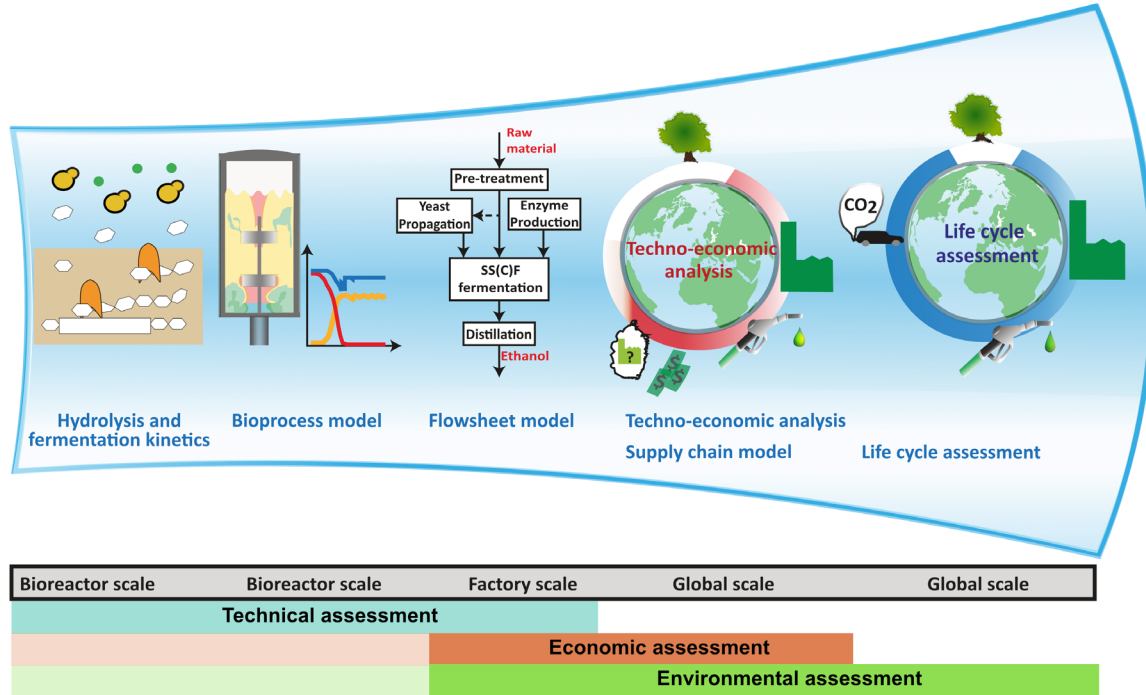 Raw
material
Pre-treatment
Yeast
Propagation
Enzyme
Production
SS(C)F
fermentation
Distillation
Ethanol
Techno-economic
analysis
?
$
$
CO2
Life cycle
assessment
Hydrolysis and
fermentation kinetics
Bioprocess model
Flowsheet model
Techno-economic analysis
Supply chain model
Life cycle assessment
Bioreactor scale
Bioreactor scale
Factory scale
Global scale
Global scale
Technical assessment
Economic assessment
Environmental assessment